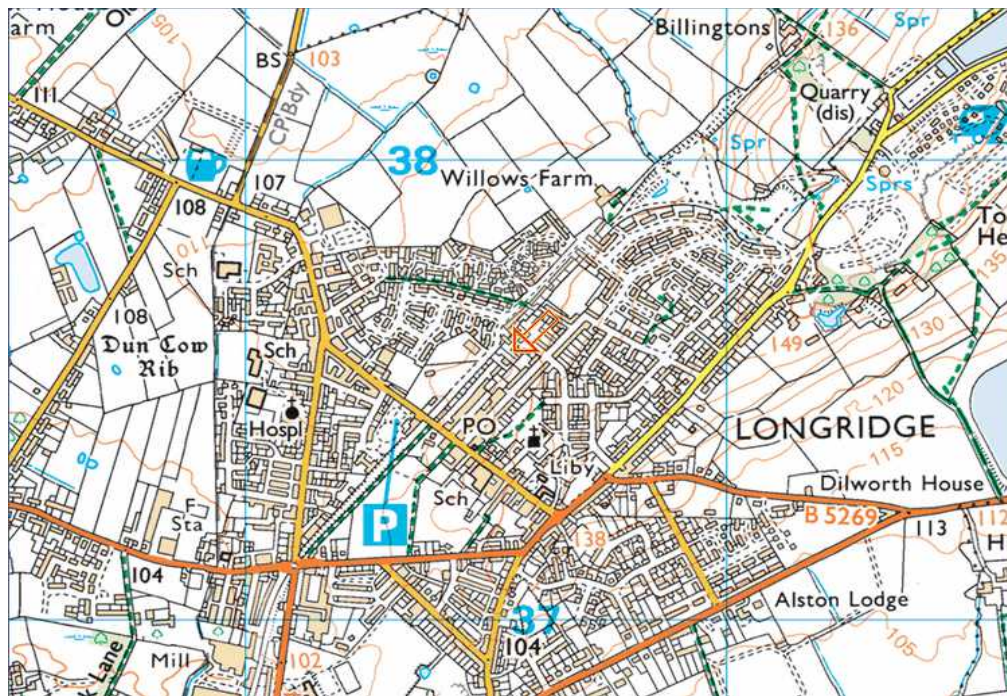 Billingtons
136
Spr
arm
BS
103
111
Quarry
(dis)
CP Bdy
Spr
38
Willows Farm
Sprs
107
108
To
He
110
Sch
135
108
Dun Cow
Rib
130
149
Sch
120
Hospl
PO
LONGRIDGE
Liby
115
F
Sta
Sch
Dilworth House
P
B 5269
138
113
H
104
Alston Lodge
37
104
105
Lane
Mill
102